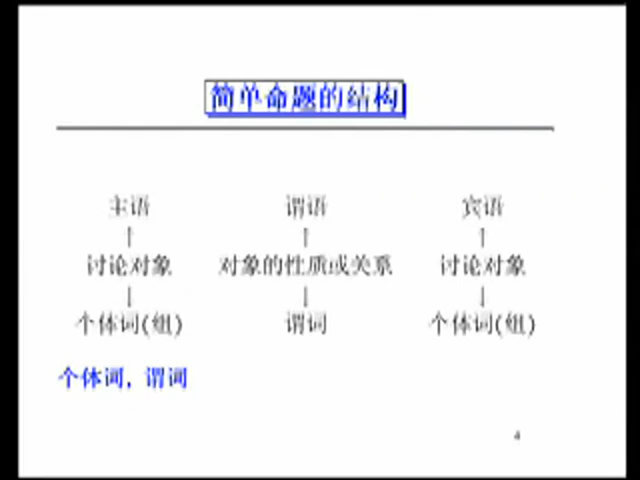 简单命题的结构
主语 谓语 宾语
讨论对象 对象的性质或关系 讨论对象
个体词(组) 谓词 个体词(组)
个体词, 谓词
4